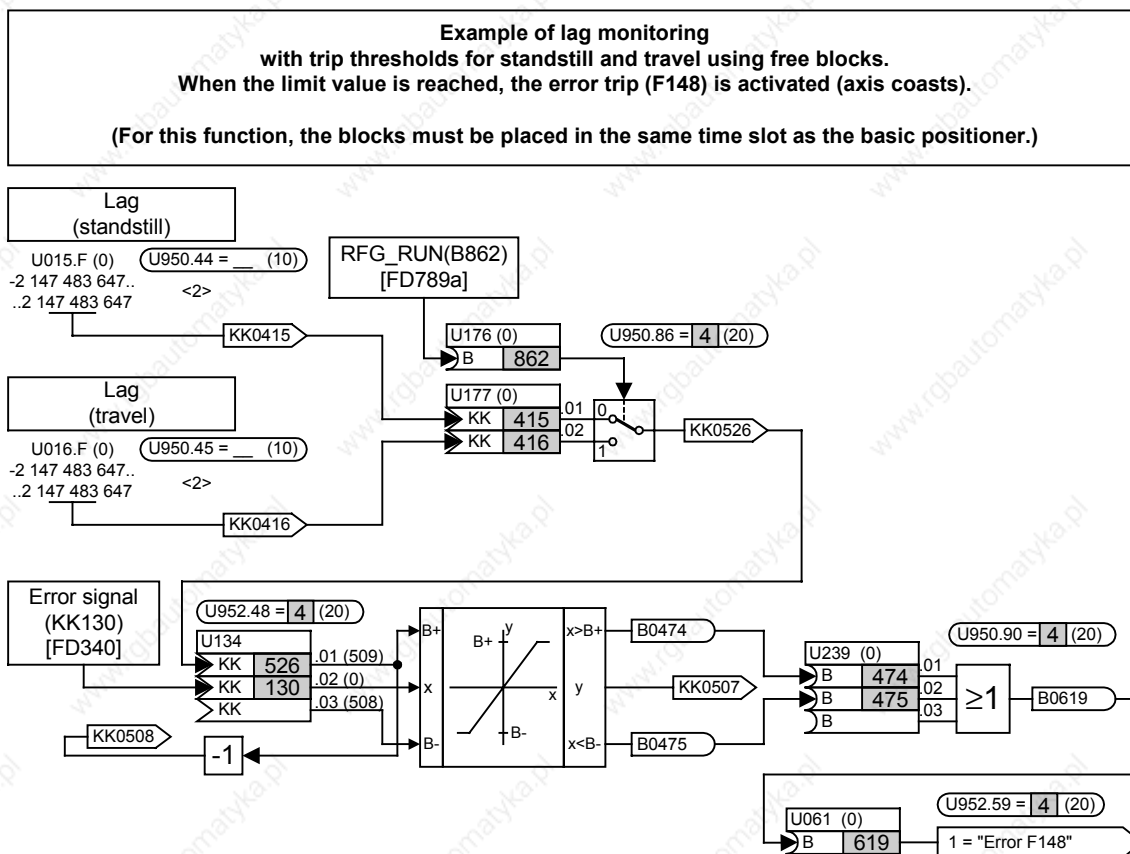 Example of lag monitoring
with trip thresholds for standstill and travel using free blocks.
When the limit value is reached, the error trip (F148) is activated (axis coasts).
(For this function, the blocks must be placed in the same time slot as the basic positioner.)
Lag
(standstill)
U015.F (0)
U950.44 = __ (10)
-2 147 483 647..
..2 147 483 647
<2>
KK0415
RFG_RUN(B862)
[FD789a]
U176 (0)
B 862
U950.86 = 4 (20)
U177 (0)
KK 415 .01 0
KK 416 .02 1
KK0526
Lag
(travel)
U016.F (0)
U950.45 = __ (10)
-2 147 483 647..
..2 147 483 647
<2>
KK0416
Error signal
(KK130)
[FD340]
U952.48 = 4 (20)
U134
KK 526 .01 (509)
KK 130 .02 (0)
KK .03 (508)
KK0508
-1
B+
x
B-
B+ y
x
B-
x>B+
y
x<B-
B0474
KK0507
B0475
U950.90 = 4 (20)
U239 (0)
B 474 .01
B 475 .02
B .03
≥1
B0619
U952.59 = 4 (20)
U061 (0)
B 619
1 = "Error F148"
www.rgbautomatyka.pl